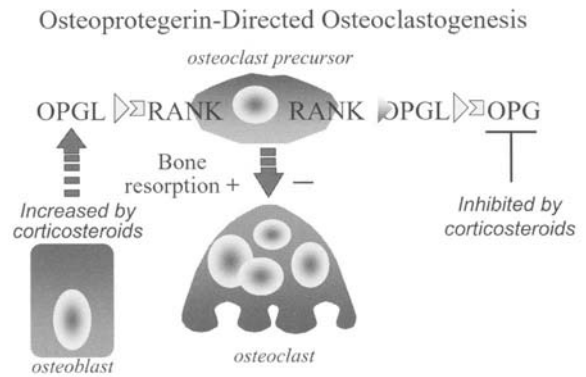 Osteoprotegerin-Directed Osteoclastogenesis
osteoclast precursor
OPGL RANK RANK OPGL OPG
Bone
resorption + −
Increased by
corticosteroids
Inhibited by
corticosteroids
osteoblast
osteoclast